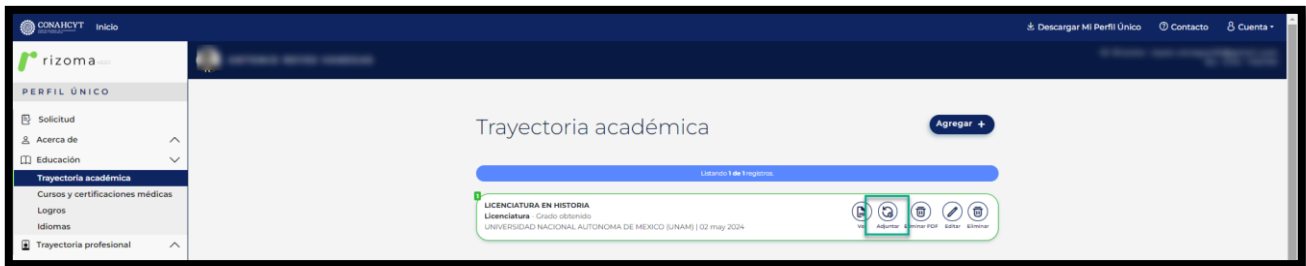 CONAHCYT Inicio
Descargar Mi Perfil Único Contacto Cuenta
rizoma
PERFIL ÚNICO
Solicitud
Acerca de
Educación
Trayectoria académica
Cursos y certificaciones médicas
Logros
Idiomas
Trayectoria profesional
Trayectoria académica
Agregar +
Listando 1 de 1 registros.
1
LICENCIATURA EN HISTORIA
Licenciatura - Grado obtenido
UNIVERSIDAD NACIONAL AUTONOMA DE MEXICO (UNAM) | 02 may 2024
Adjuntar Eliminar PDF Editar Eliminar